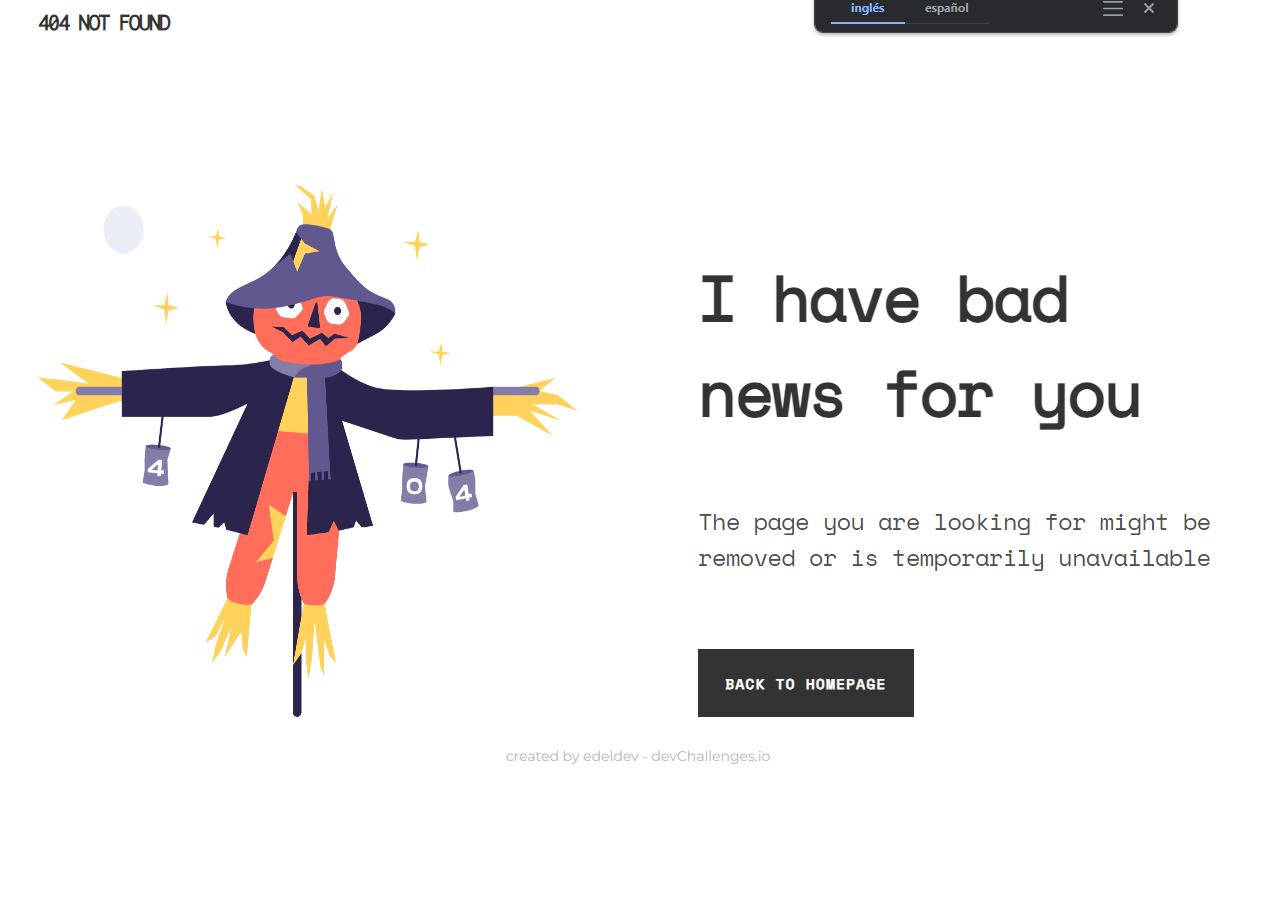 404 NOT FOUND
inglés español
I have bad
news for you
4
0
4
The page you are looking for might be
removed or is temporarily unavailable
BACK TO HOMEPAGE
created by edeldev - devChallenges.io